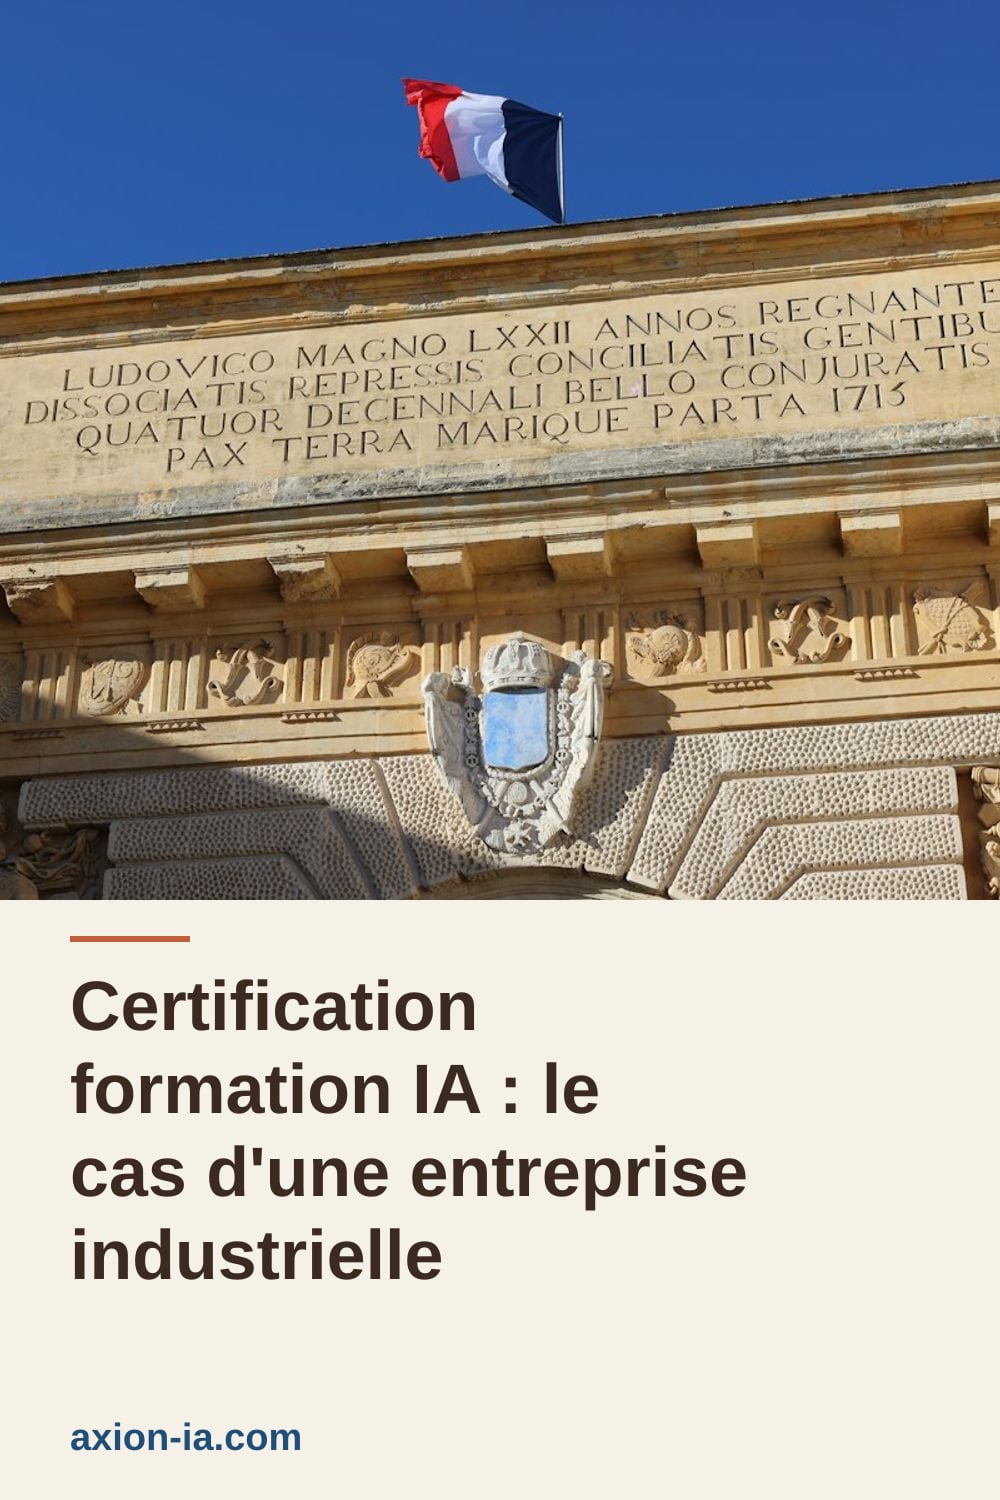 LUDOVICO MAGNO LXXII ANNOS REGNANTE
DISSOCIATIS REPRESSIS CONCILIATIS GENTIBU
QUATUOR DECENNALI BELLO CONJURATIS
PAX TERRA MARIQUE PARTA 1715
Certification
formation IA : le
cas d'une entreprise
industrielle
axion-ia.com